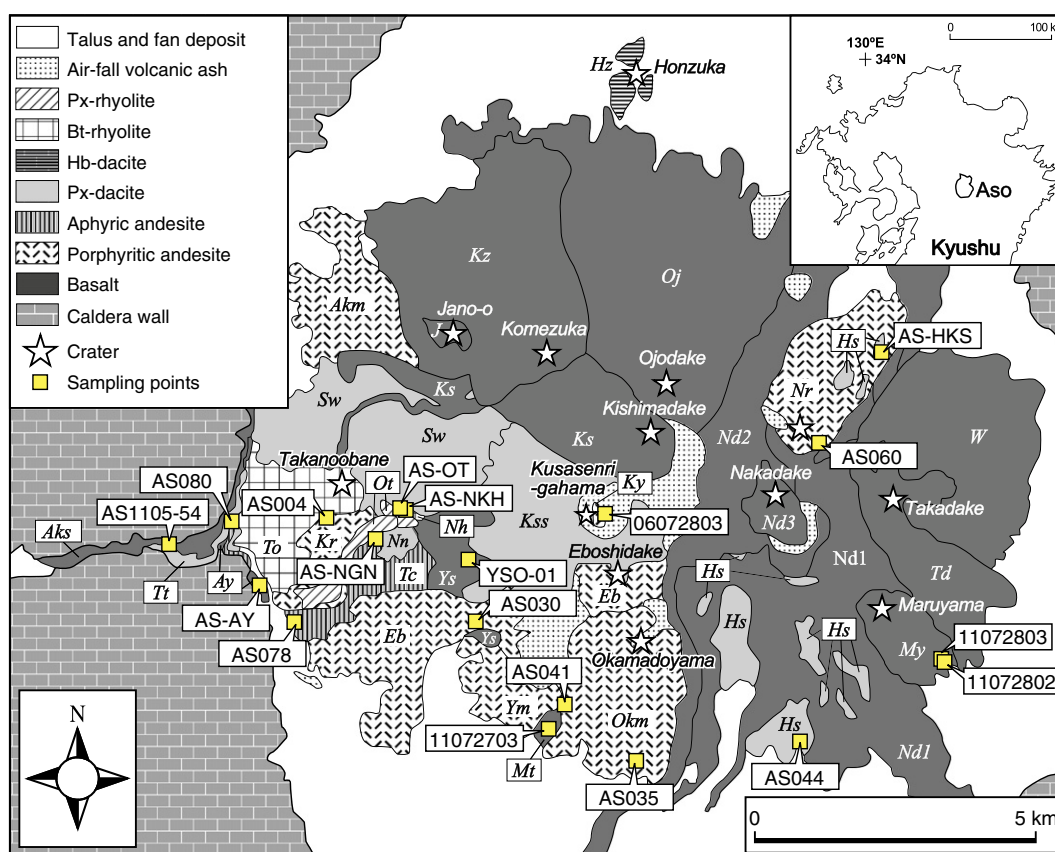 Talus and fan deposit
Air-fall volcanic ash
Px-rhyolite
Bt-rhyolite
Hb-dacite
Px-dacite
Aphyric andesite
Porphyritic andesite
Basalt
Caldera wall
Crater
Sampling points
0 100 k
130ºE
34ºN
Aso
Kyushu
Hz
Honzuka
Kz
Oj
Akm
Jano-o
J
Komezuka
Ojodake
Kishimadake
Ks
Ks
Sw
Sw
Hs
AS-HKS
Nr
Nd2
W
AS060
Nakadake
Takadake
Nd3
Takanoobane
Ot
AS-OT
AS-NKH
Kusasenri
-gahama
Ky
06072803
AS080
AS004
AS1105-54
Aks
To
Kr
Nn
Nh
Kss
Tt
Ay
AS-NGN
Tc
Ys
YSO-01
Eboshidake
Eb
Nd1
Td
AS-AY
AS078
Eb
AS030
Ys
Hs
Hs
Hs
Maruyama
My
11072803
11072802
Okamadoyama
AS041
Ym
Okm
11072703
Mt
AS035
Hs
AS044
Nd1
N
0 5 km